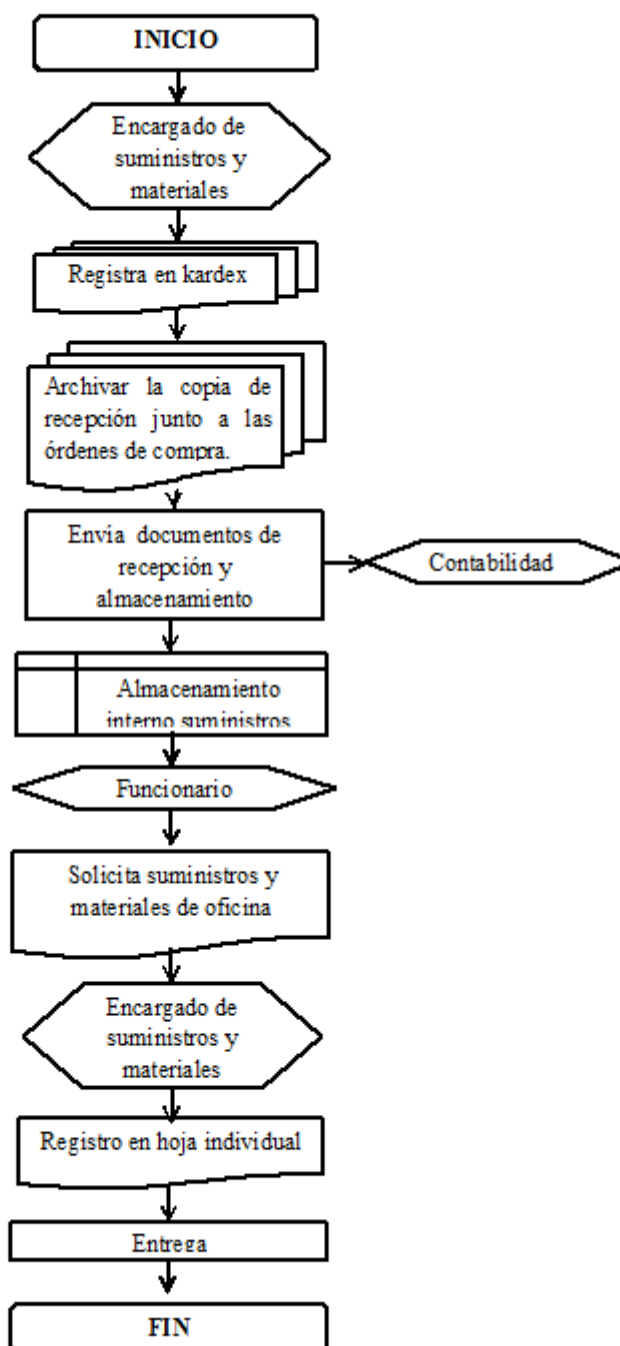 INICIO
Encargado de
suministros y
materiales
Registra en kardex
Archivar la copia de
recepción junto a las
órdenes de compra.
Envía documentos de
recepción y
almacenamiento
Contabilidad
Almacenamiento
interno suministros
Funcionario
Solicita suministros y
materiales de oficina
Encargado de
suministros y
materiales
Registro en hoja individual
Entrega
FIN